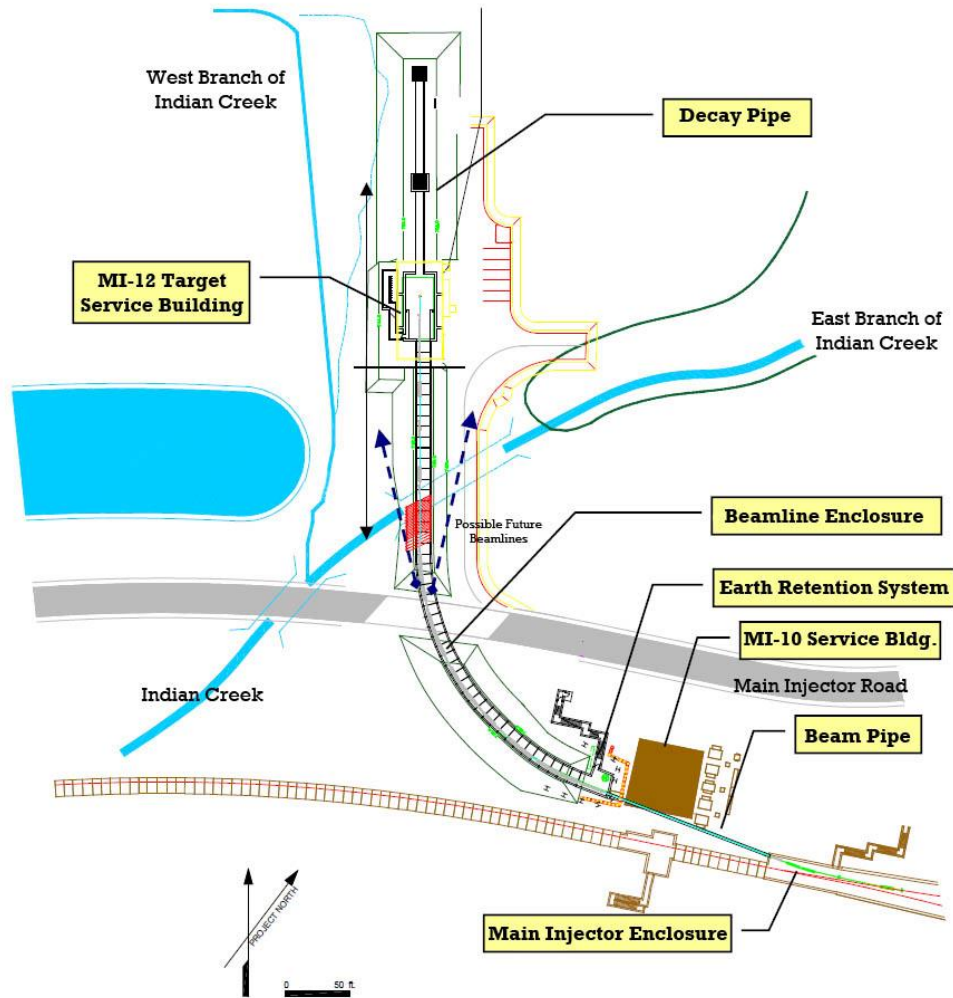 West Branch of
Indian Creek
Decay Pipe
MI-12 Target
Service Building
East Branch of
Indian Creek
Possible Future
Beamlines
Beamline Enclosure
Earth Retention System
MI-10 Service Bldg.
Indian Creek
Main Injector Road
Beam Pipe
Main Injector Enclosure
PROJECT NORTH
0 50 ft.